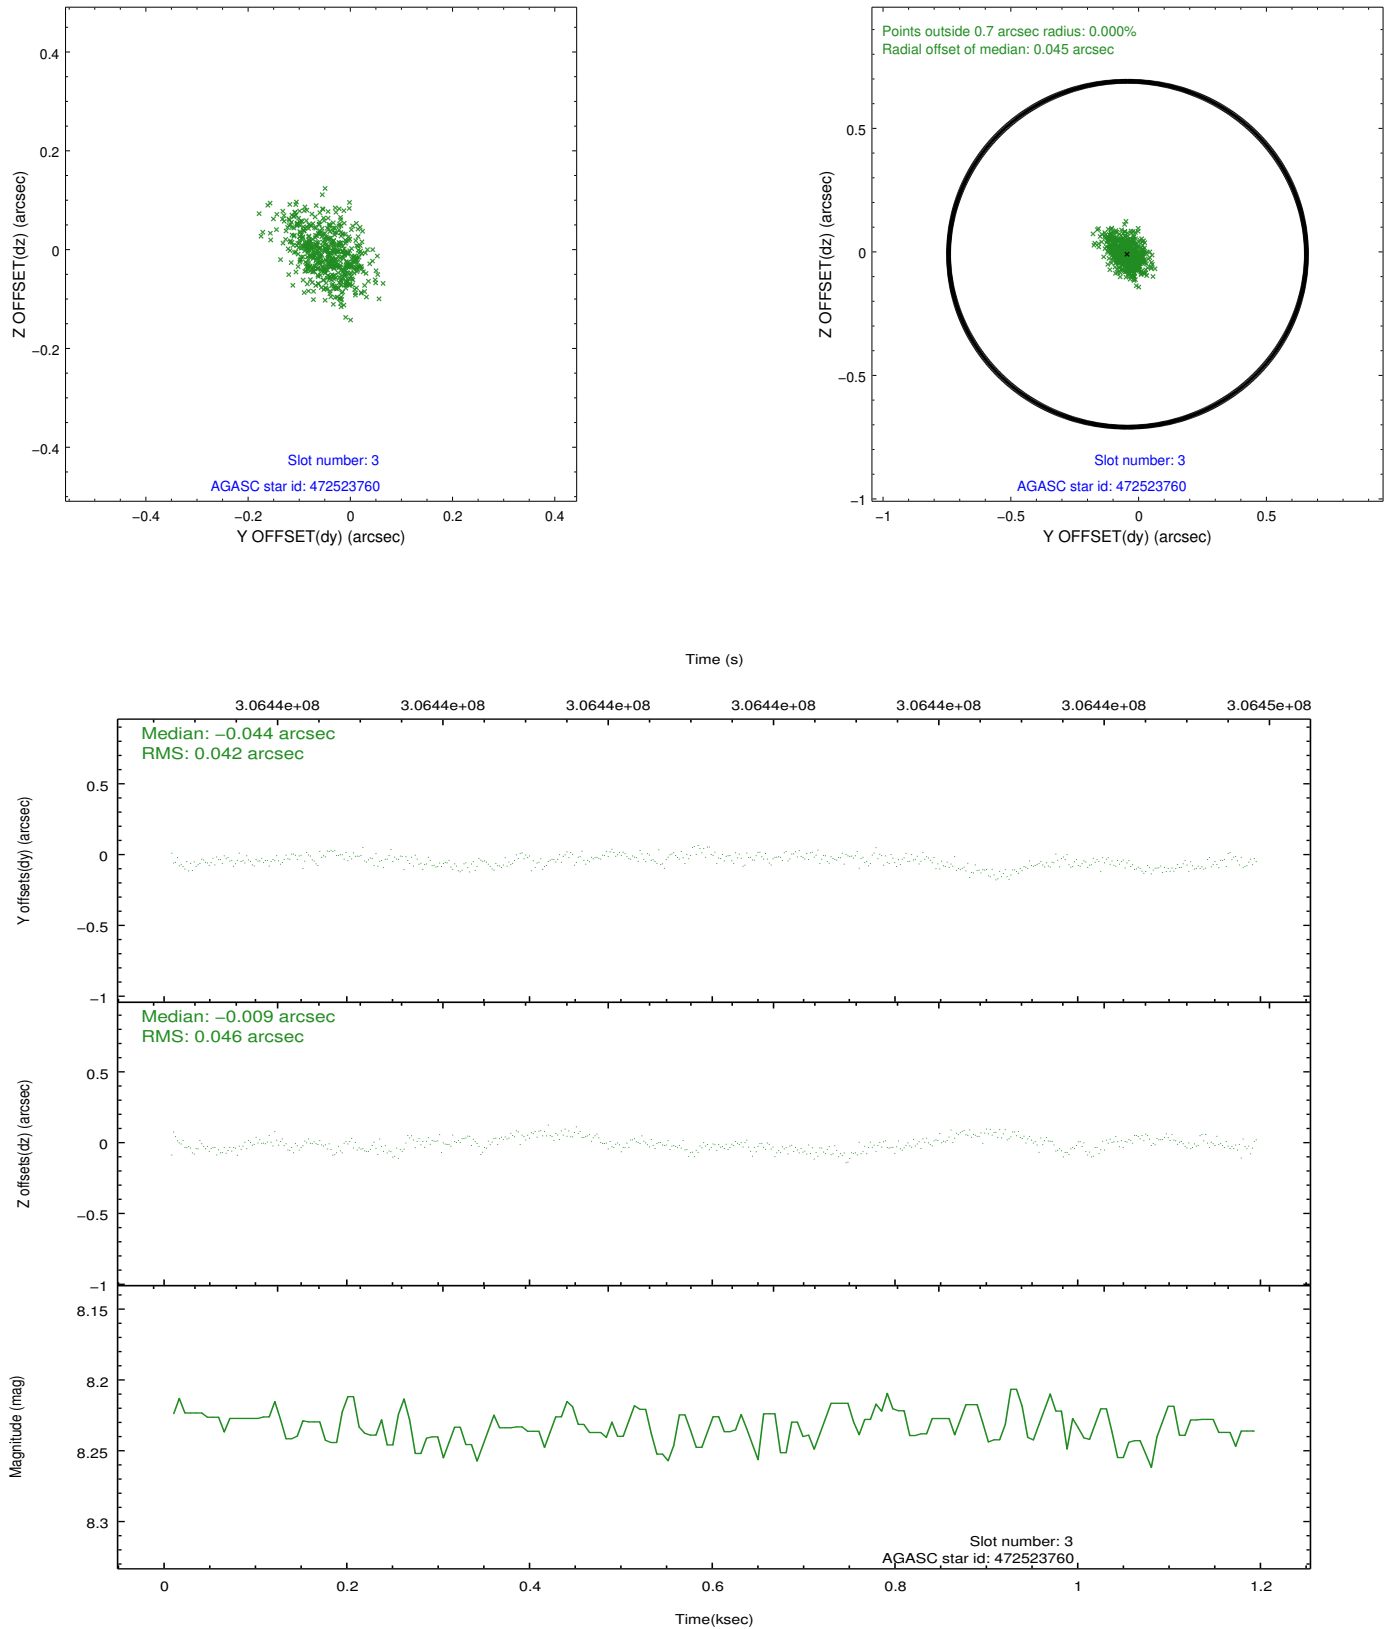 0.4
0.2
0
−0.2
−0.4
Z OFFSET(dz) (arcsec)
Slot number: 3
AGASC star id: 472523760
−0.4
−0.2
0
0.2
0.4
Y OFFSET(dy) (arcsec)
Points outside 0.7 arcsec radius: 0.000%
Radial offset of median: 0.045 arcsec
0.5
0
−0.5
−1
Z OFFSET(dz) (arcsec)
Slot number: 3
AGASC star id: 472523760
−1
−0.5
0
0.5
Y OFFSET(dy) (arcsec)
Time (s)
3.0644e+08
3.0644e+08
3.0644e+08
3.0644e+08
3.0644e+08
3.0644e+08
3.0645e+08
Median: −0.044 arcsec
RMS: 0.042 arcsec
0.5
0
−0.5
−1
Y offsets(dy) (arcsec)
Median: −0.009 arcsec
RMS: 0.046 arcsec
0.5
0
−0.5
−1
Z offsets(dz) (arcsec)
8.15
8.2
8.25
8.3
Magnitude (mag)
Slot number: 3
AGASC star id: 472523760
0
0.2
0.4
0.6
0.8
1
1.2
Time(ksec)